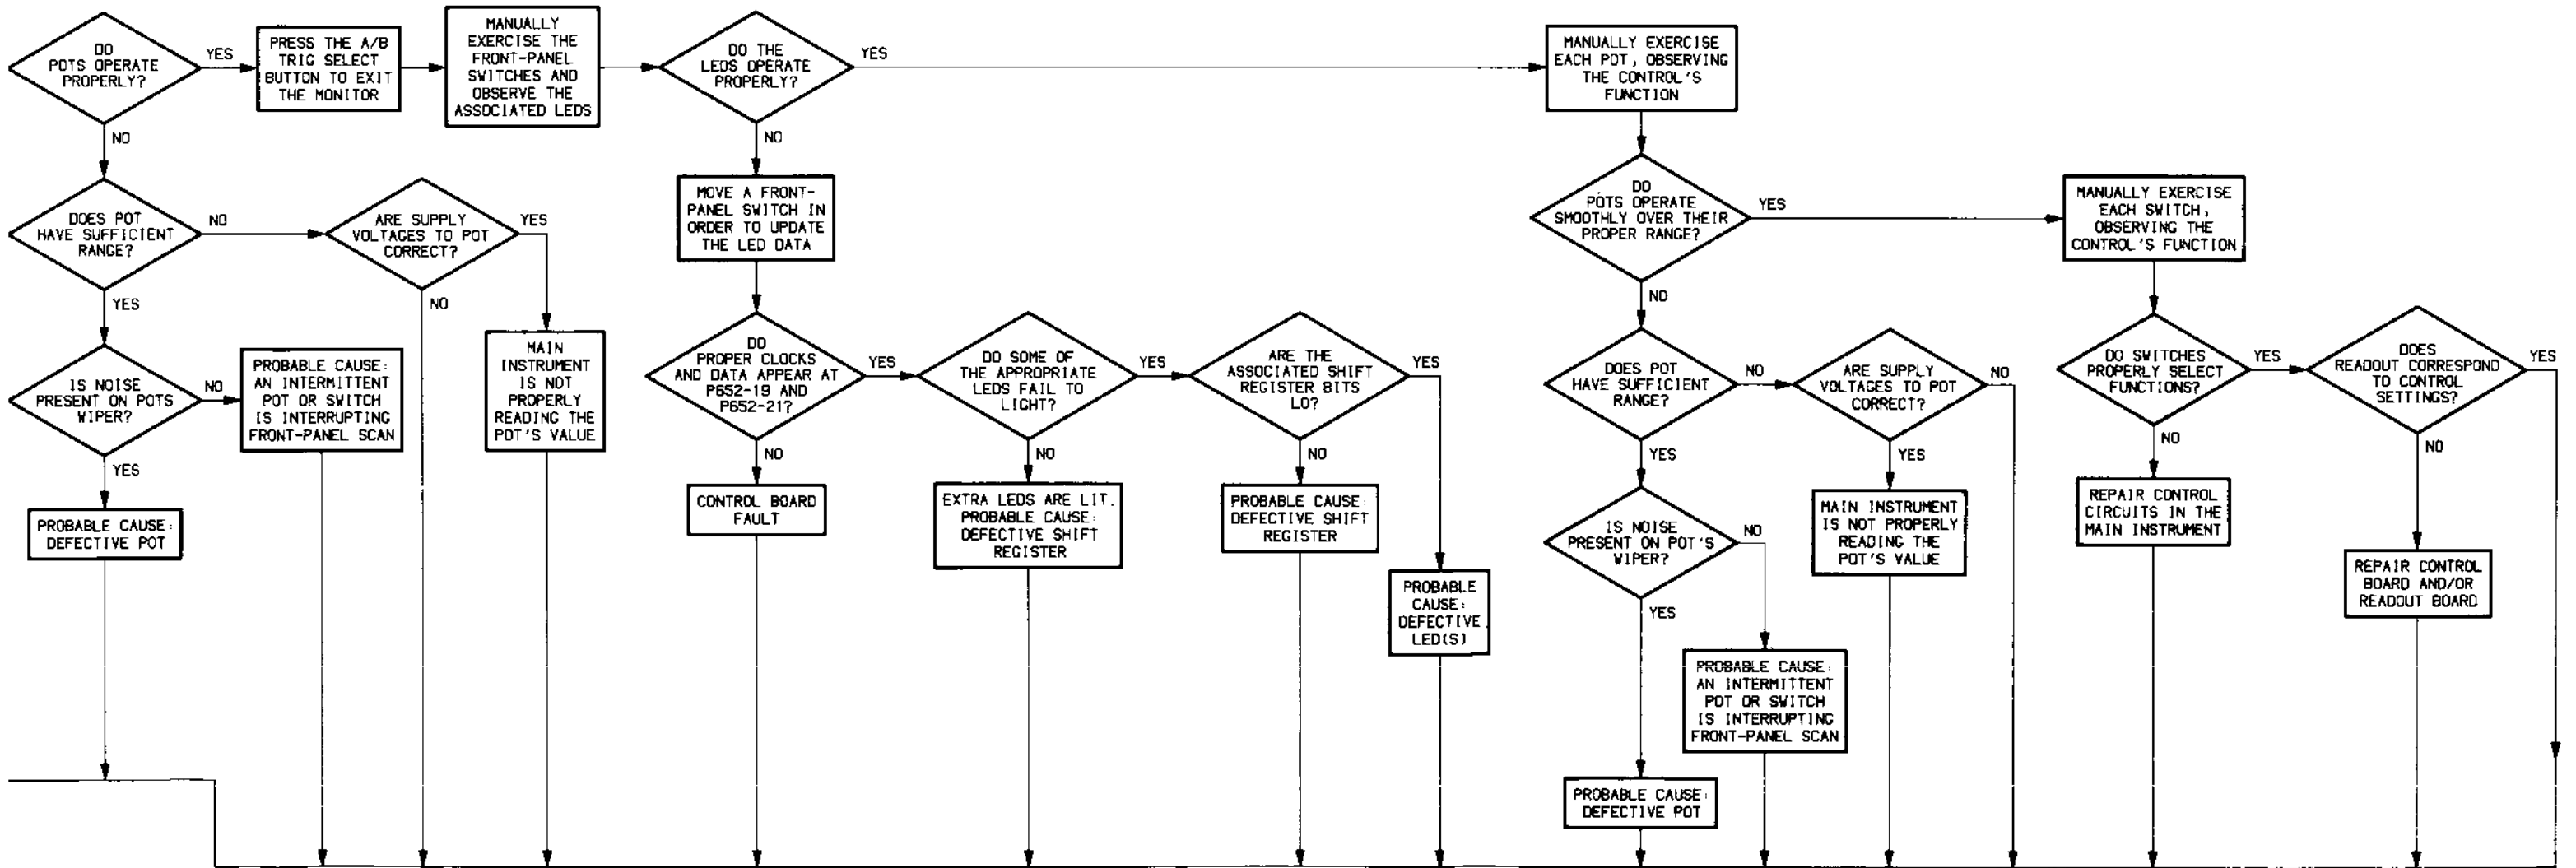 DO
POTS OPERATE
PROPERLY?
YES
NO
PRESS THE A/B
TRIG SELECT
BUTTON TO EXIT
THE MONITOR
MANUALLY
EXERCISE THE
FRONT-PANEL
SWITCHES AND
OBSERVE THE
ASSOCIATED LEDS
DO THE
LEDS OPERATE
PROPERLY?
YES
NO
MANUALLY EXERCISE
EACH POT, OBSERVING
THE CONTROL'S
FUNCTION
DOES POT
HAVE SUFFICIENT
RANGE?
NO
YES
ARE SUPPLY
VOLTAGES TO POT
CORRECT?
YES
NO
MOVE A FRONT-
PANEL SWITCH IN
ORDER TO UPDATE
THE LED DATA
DO
POTS OPERATE
SMOOTHLY OVER THEIR
PROPER RANGE?
YES
NO
MANUALLY EXERCISE
EACH SWITCH,
OBSERVING THE
CONTROL'S FUNCTION
IS NOISE
PRESENT ON POTS
WIPER?
NO
YES
PROBABLE CAUSE:
AN INTERMITTENT
POT OR SWITCH
IS INTERRUPTING
FRONT-PANEL SCAN
MAIN
INSTRUMENT
IS NOT
PROPERLY
READING THE
POT'S VALUE
DO
PROPER CLOCKS
AND DATA APPEAR AT
P652-19 AND
P652-21?
YES
NO
DO SOME OF
THE APPROPRIATE
LEDS FAIL TO
LIGHT?
YES
NO
ARE THE
ASSOCIATED SHIFT
REGISTER BITS
LO?
YES
NO
DOES POT
HAVE SUFFICIENT
RANGE?
NO
YES
ARE SUPPLY
VOLTAGES TO POT
CORRECT?
NO
YES
DO SWITCHES
PROPERLY SELECT
FUNCTIONS?
YES
NO
DOES
READOUT CORRESPOND
TO CONTROL
SETTINGS?
YES
NO
PROBABLE CAUSE:
DEFECTIVE POT
CONTROL BOARD
FAULT
EXTRA LEDS ARE LIT.
PROBABLE CAUSE:
DEFECTIVE SHIFT
REGISTER
PROBABLE CAUSE:
DEFECTIVE SHIFT
REGISTER
PROBABLE
CAUSE:
DEFECTIVE
LED(S)
IS NOISE
PRESENT ON POT'S
WIPER?
NO
YES
MAIN INSTRUMENT
IS NOT PROPERLY
READING THE
POT'S VALUE
REPAIR CONTROL
CIRCUITS IN THE
MAIN INSTRUMENT
REPAIR CONTROL
BOARD AND/OR
READOUT BOARD
PROBABLE CAUSE:
AN INTERMITTENT
POT OR SWITCH
IS INTERRUPTING
FRONT-PANEL SCAN
PROBABLE CAUSE:
DEFECTIVE POT